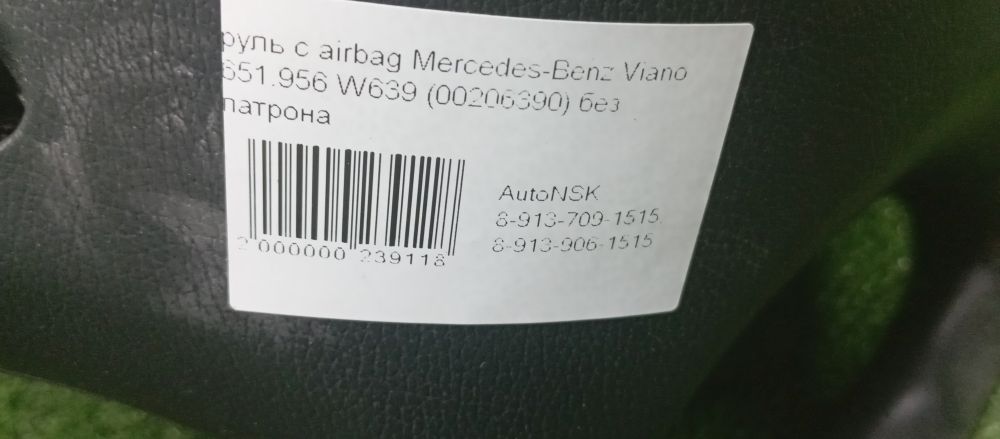 руль с airbag Mercedes-Benz Viano
651.956 W639 (00206390) без
патрона
AutoNSK
8-913-709-1515
8-913-906-1515
2 000000 239118